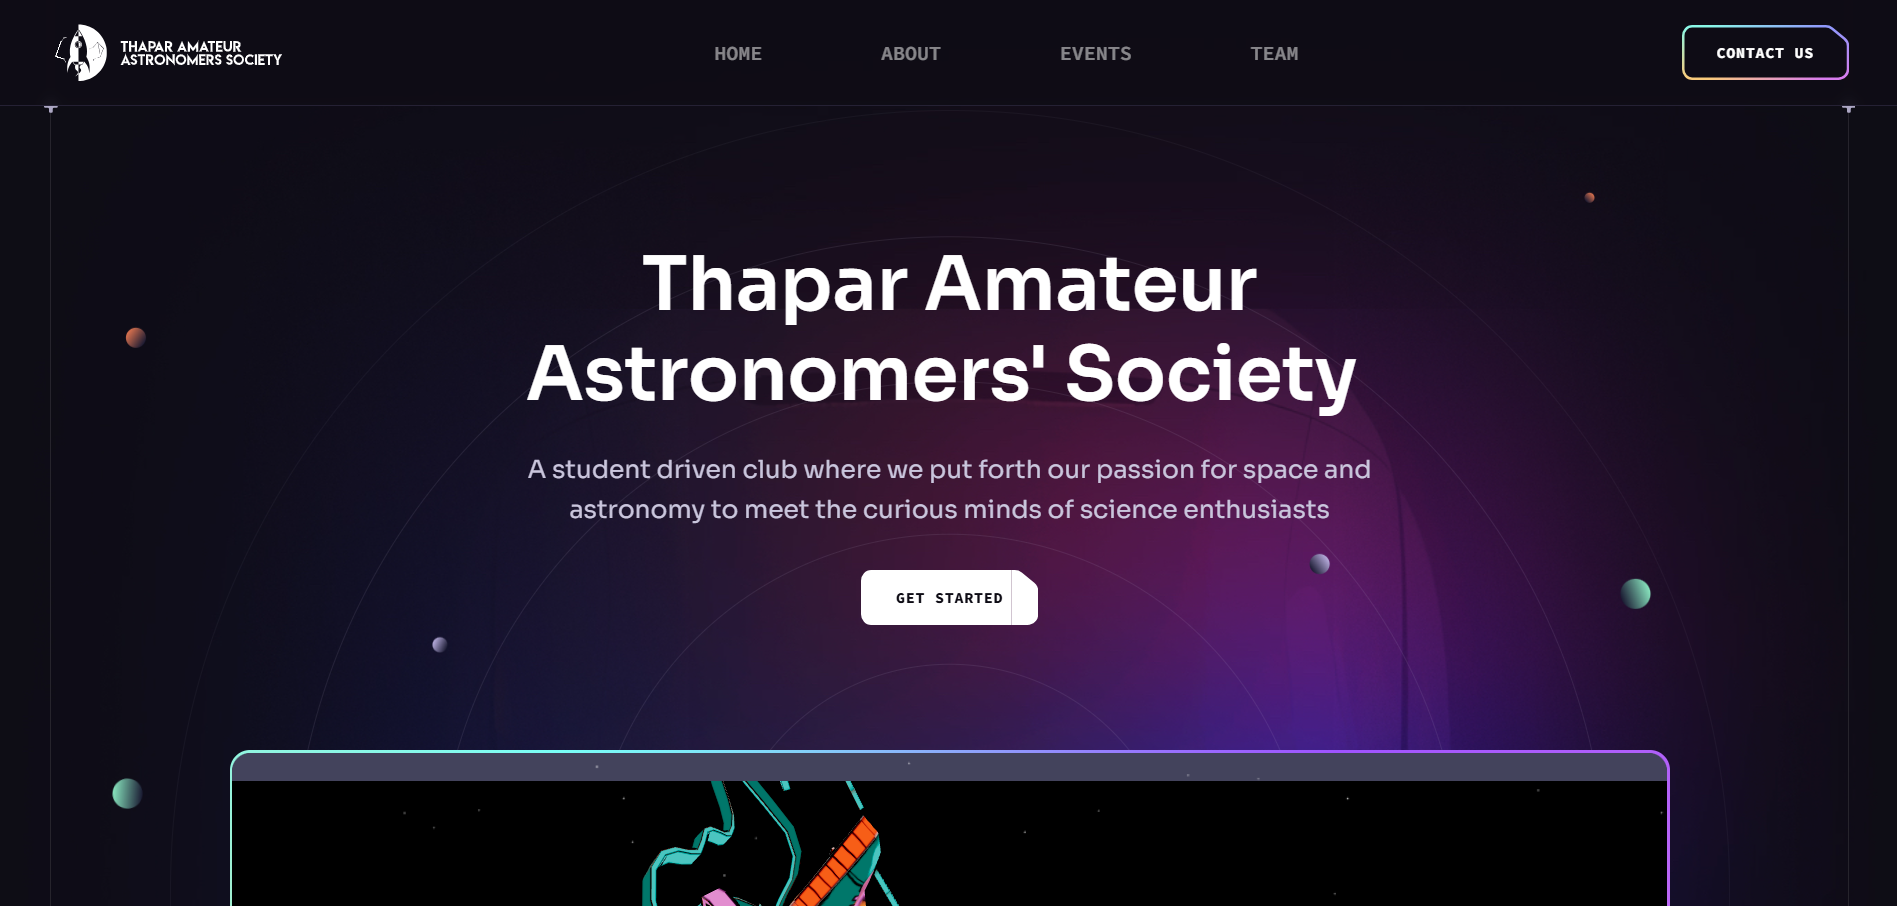 THAPAR AMATEUR
ASTRONOMERS SOCIETY
HOME
ABOUT
EVENTS
TEAM
CONTACT US
Thapar Amateur
Astronomers' Society
A student driven club where we put forth our passion for space and
astronomy to meet the curious minds of science enthusiasts
GET STARTED